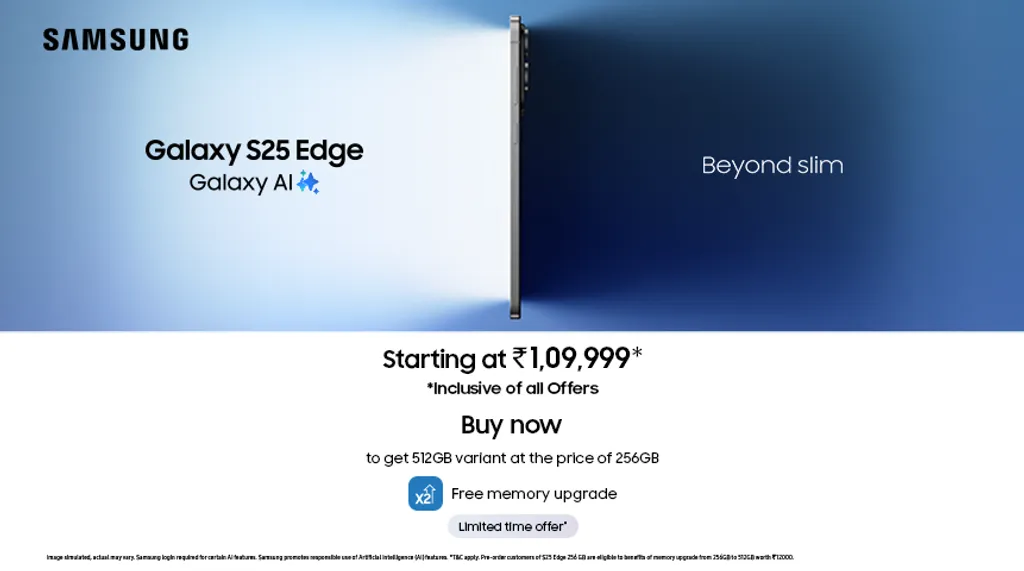 SAMSUNG
Galaxy S25 Edge
Galaxy AI
Beyond slim
Starting at ₹1,09,999*
*Inclusive of all Offers
Buy now
to get 512GB variant at the price of 256GB
X2 Free memory upgrade
Limited time offer*
Image simulated, actual may vary. Samsung login required for certain AI features. Samsung promotes responsible use of Artificial Intelligence (AI) features. *T&C apply. Pre-order customers of S25 Edge 256 GB are eligible to benefits of memory upgrade from 256GB to 512GB worth ₹12000.